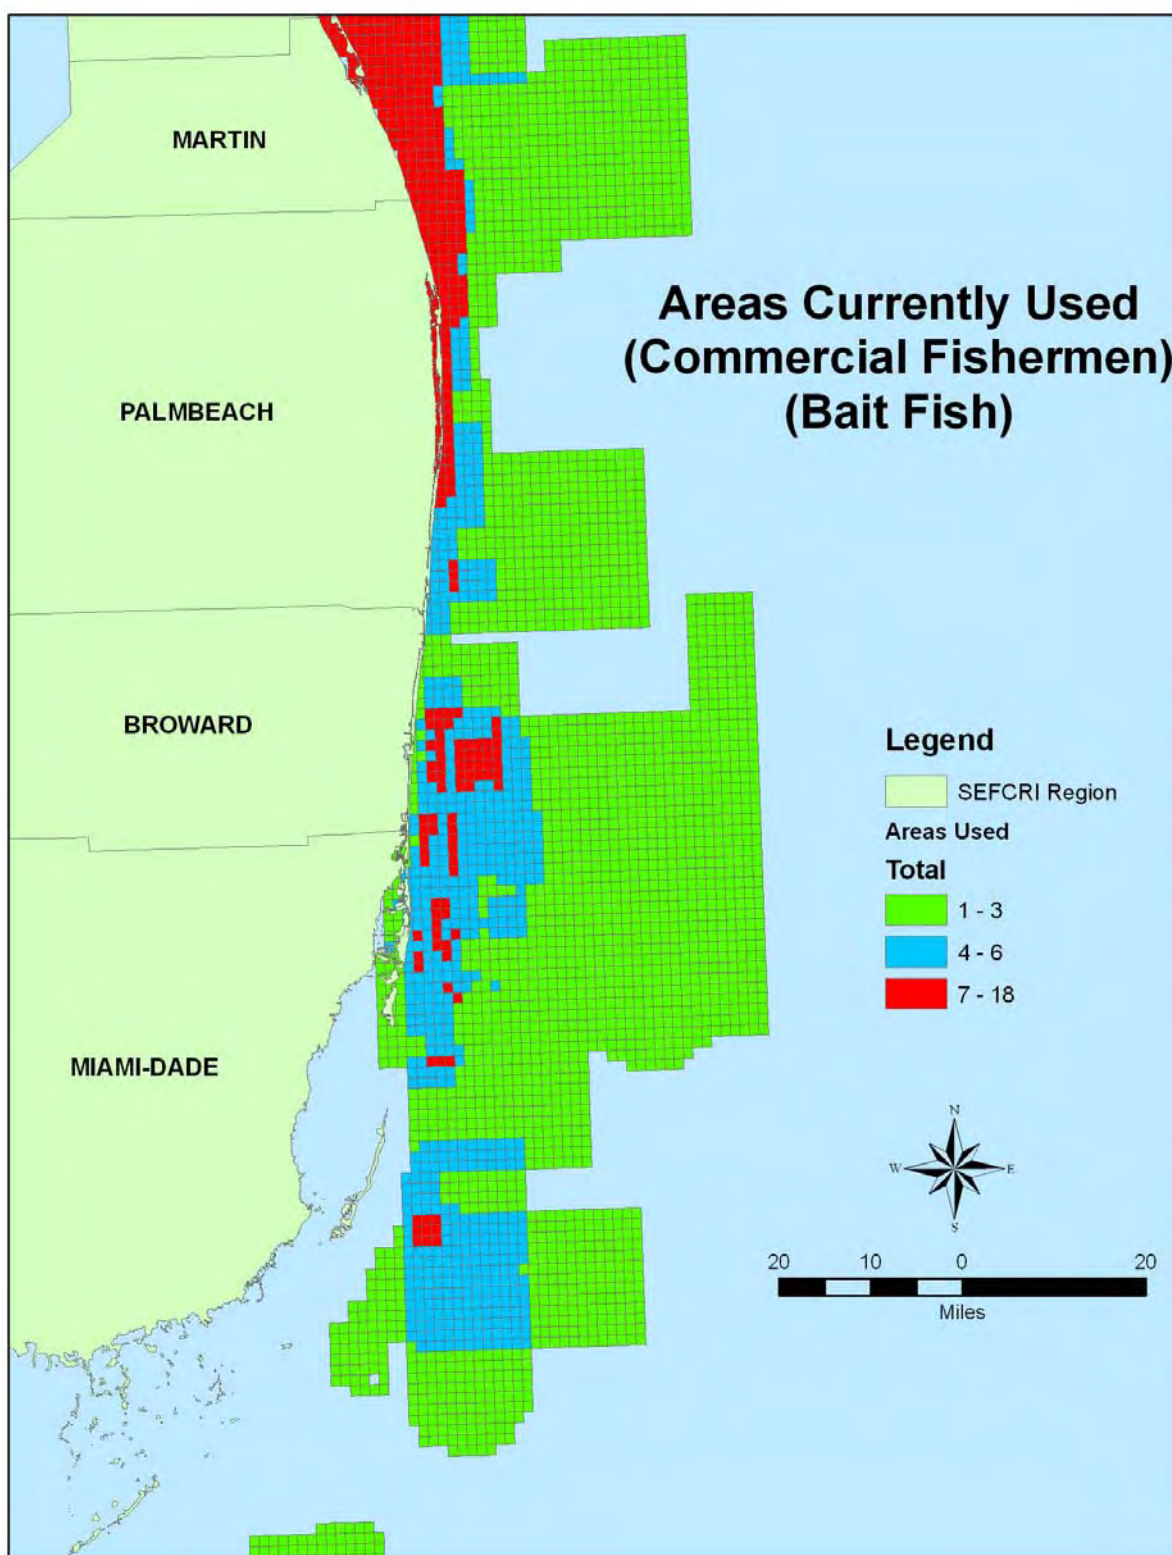 MARTIN
Areas Currently Used
(Commercial Fishermen)
(Bait Fish)
PALMBEACH
BROWARD
Legend
SEFCRI Region
Areas Used
Total
1 - 3
4 - 6
7 - 18
MIAMI-DADE
N
W E
S
20 10 0 20
Miles